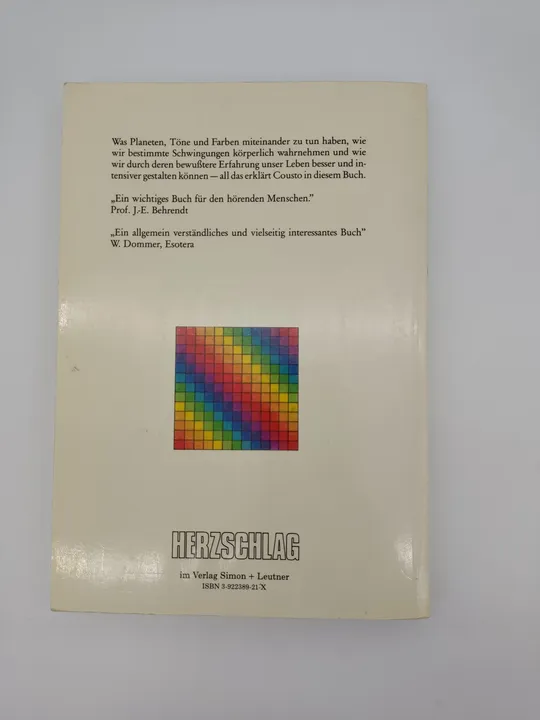 Was Planeten, Töne und Farben miteinander zu tun haben, wie
wir bestimmte Schwingungen körperlich wahrnehmen und wie
wir durch deren bewußtere Erfahrung unser Leben besser und in-
tensiver gestalten können — all das erklärt Cousto in diesem Buch.
„Ein wichtiges Buch für den hörenden Menschen."
Prof. J.-E. Behrendt
„Ein allgemein verständliches und vielseitig interessantes Buch"
W. Dommer, Esotera
HERZSCHLAG
im Verlag Simon + Leutner
ISBN 3-922389-21-X